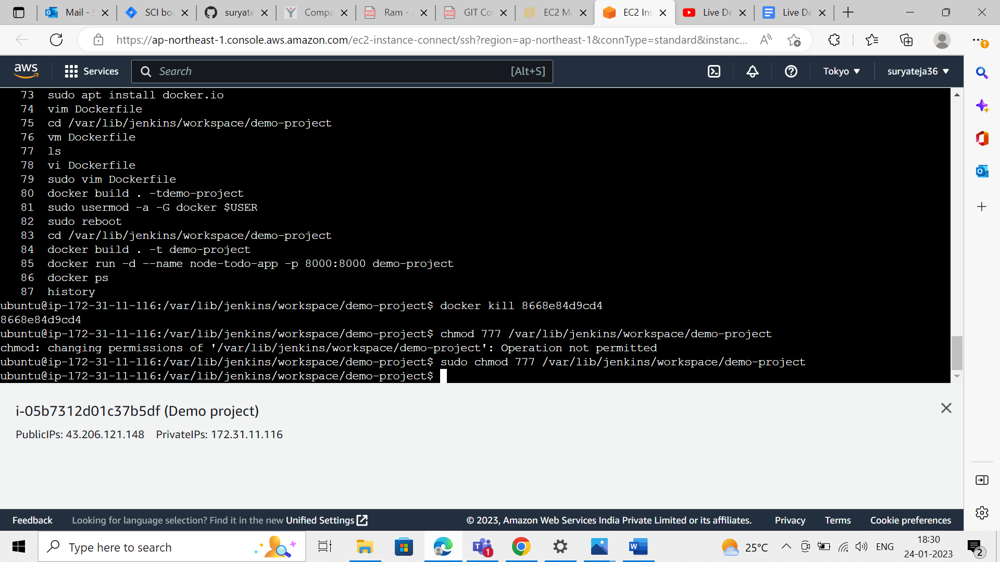 Mail - S
SCI boa
suryate
Compa
Ram - A
GIT Co
EC2 Ma
EC2 Ins
Live De
Live De
https://ap-northeast-1.console.aws.amazon.com/ec2-instance-connect/ssh?region=ap-northeast-1&connType=standard&instanc...
aws
Services
Search
[Alt+S]
Tokyo
suryateja36
73 sudo apt install docker.io
74 vim Dockerfile
75 cd /var/lib/jenkins/workspace/demo-project
76 vm Dockerfile
77 ls
78 vi Dockerfile
79 sudo vim Dockerfile
80 docker build . -tdemo-project
81 sudo usermod -a -G docker $USER
82 sudo reboot
83 cd /var/lib/jenkins/workspace/demo-project
84 docker build . -t demo-project
85 docker run -d --name node-todo-app -p 8000:8000 demo-project
86 docker ps
87 history
ubuntu@ip-172-31-11-116:/var/lib/jenkins/workspace/demo-project$ docker kill 8668e84d9cd4
8668e84d9cd4
ubuntu@ip-172-31-11-116:/var/lib/jenkins/workspace/demo-project$ chmod 777 /var/lib/jenkins/workspace/demo-project
chmod: changing permissions of '/var/lib/jenkins/workspace/demo-project': Operation not permitted
ubuntu@ip-172-31-11-116:/var/lib/jenkins/workspace/demo-project$ sudo chmod 777 /var/lib/jenkins/workspace/demo-project
ubuntu@ip-172-31-11-116:/var/lib/jenkins/workspace/demo-project$
i-05b7312d01c37b5df (Demo project)
PublicIPs: 43.206.121.148 PrivateIPs: 172.31.11.116
Feedback
Looking for language selection? Find it in the new Unified Settings
© 2023, Amazon Web Services India Private Limited or its affiliates.
Privacy
Terms
Cookie preferences
Type here to search
1
25°C
ENG
18:30
24-01-2023
2